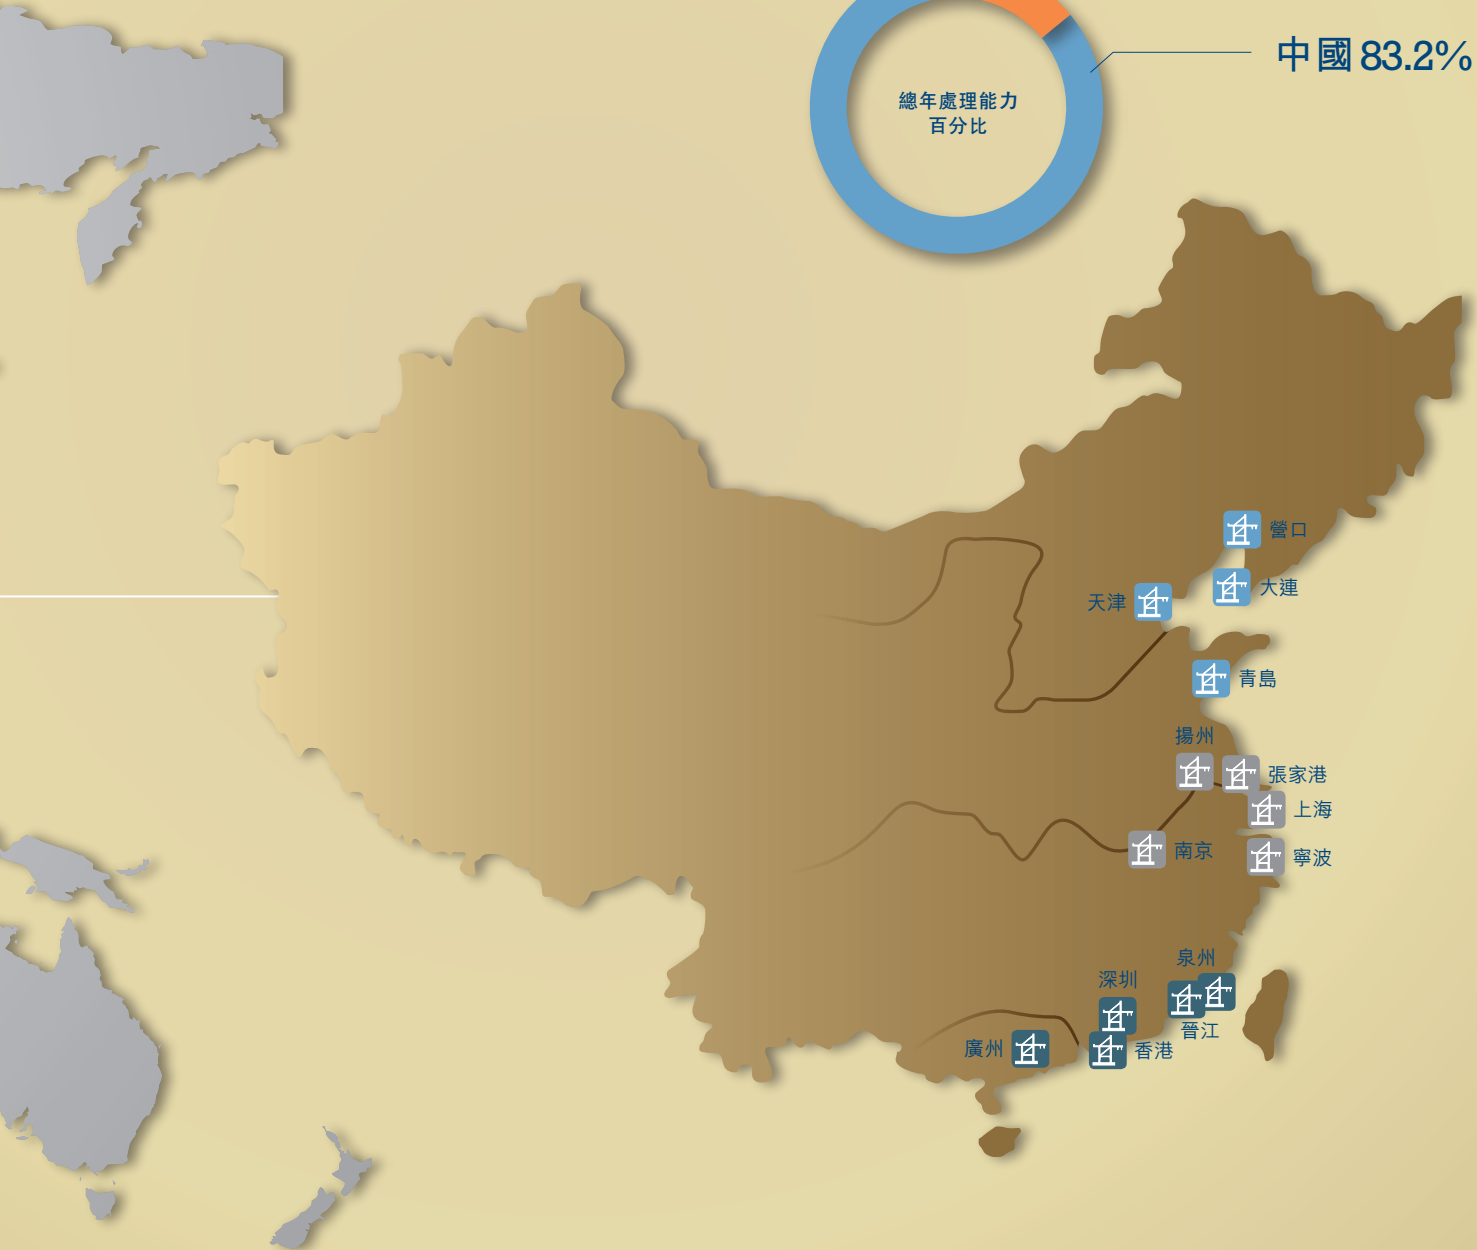 中國 83.2%
總年處理能力
百分比
營口
大連
天津
青島
揚州
張家港
上海
南京
寧波
泉州
深圳
晉江
廣州
香港